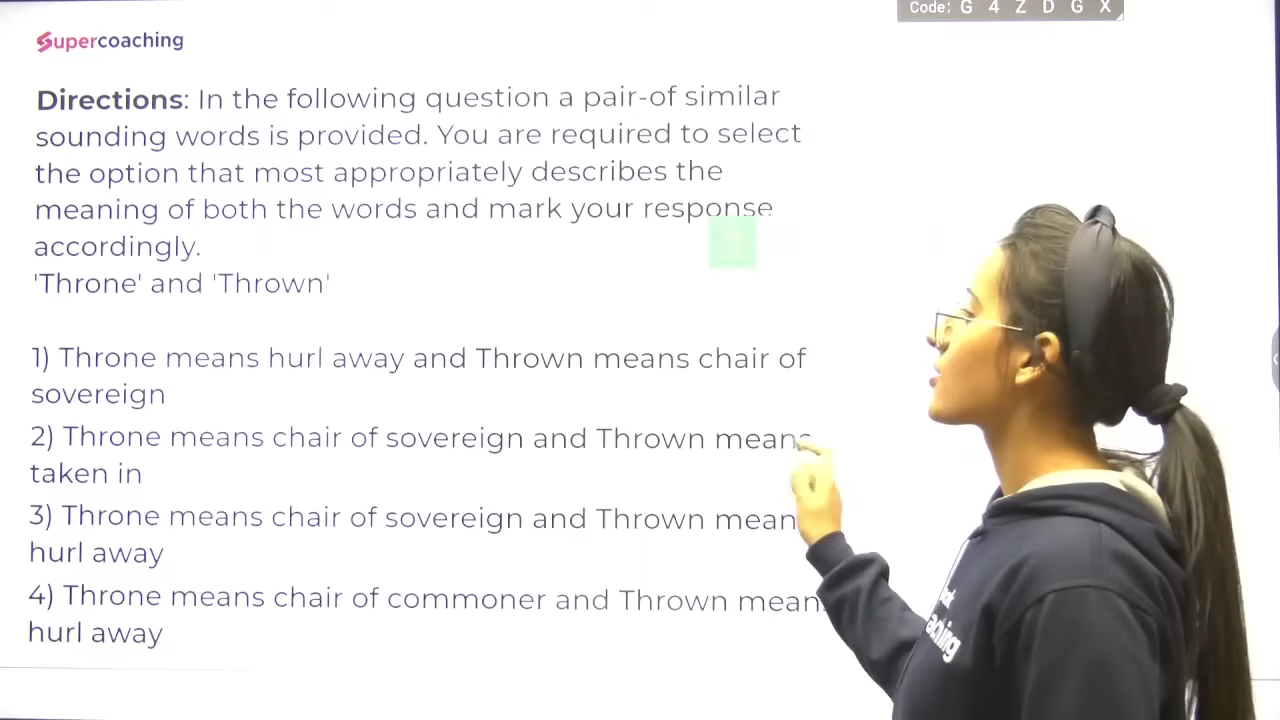 Code: G 4 Z D G X
Supercoaching
Directions: In the following question a pair-of similar
sounding words is provided. You are required to select
the option that most appropriately describes the
meaning of both the words and mark your response
accordingly.
'Throne' and 'Thrown'
1) Throne means hurl away and Thrown means chair of
sovereign
2) Throne means chair of sovereign and Thrown means
taken in
3) Throne means chair of sovereign and Thrown mean
hurl away
4) Throne means chair of commoner and Thrown mean
hurl away